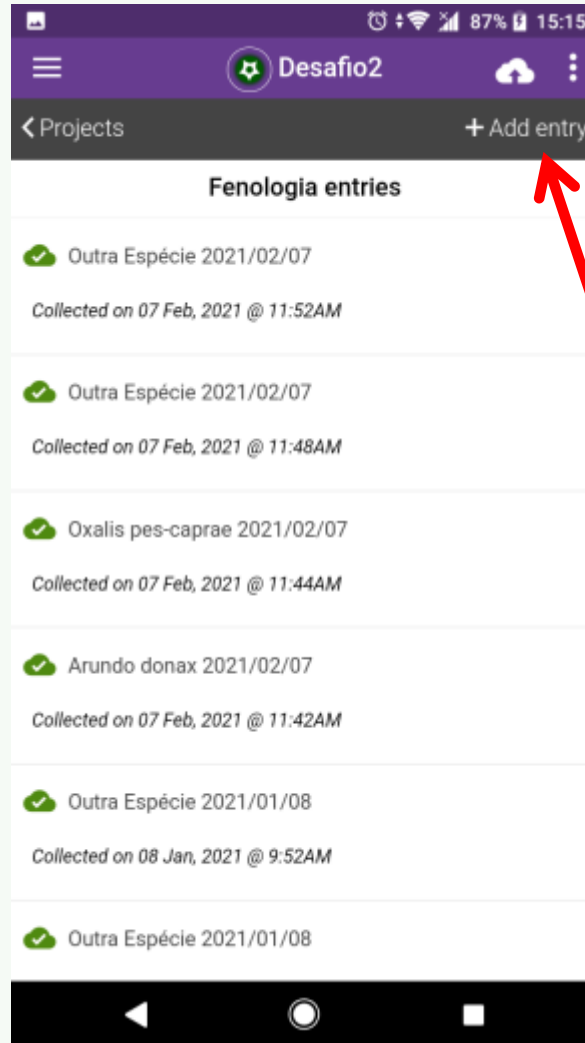 87% 15:15
Desafio2
Projects
+ Add entry
Fenologia entries
Outra Espécie 2021/02/07
Collected on 07 Feb, 2021 @ 11:52AM
Outra Espécie 2021/02/07
Collected on 07 Feb, 2021 @ 11:48AM
Oxalis pes-caprae 2021/02/07
Collected on 07 Feb, 2021 @ 11:44AM
Arundo donax 2021/02/07
Collected on 07 Feb, 2021 @ 11:42AM
Outra Espécie 2021/01/08
Collected on 08 Jan, 2021 @ 9:52AM
Outra Espécie 2021/01/08